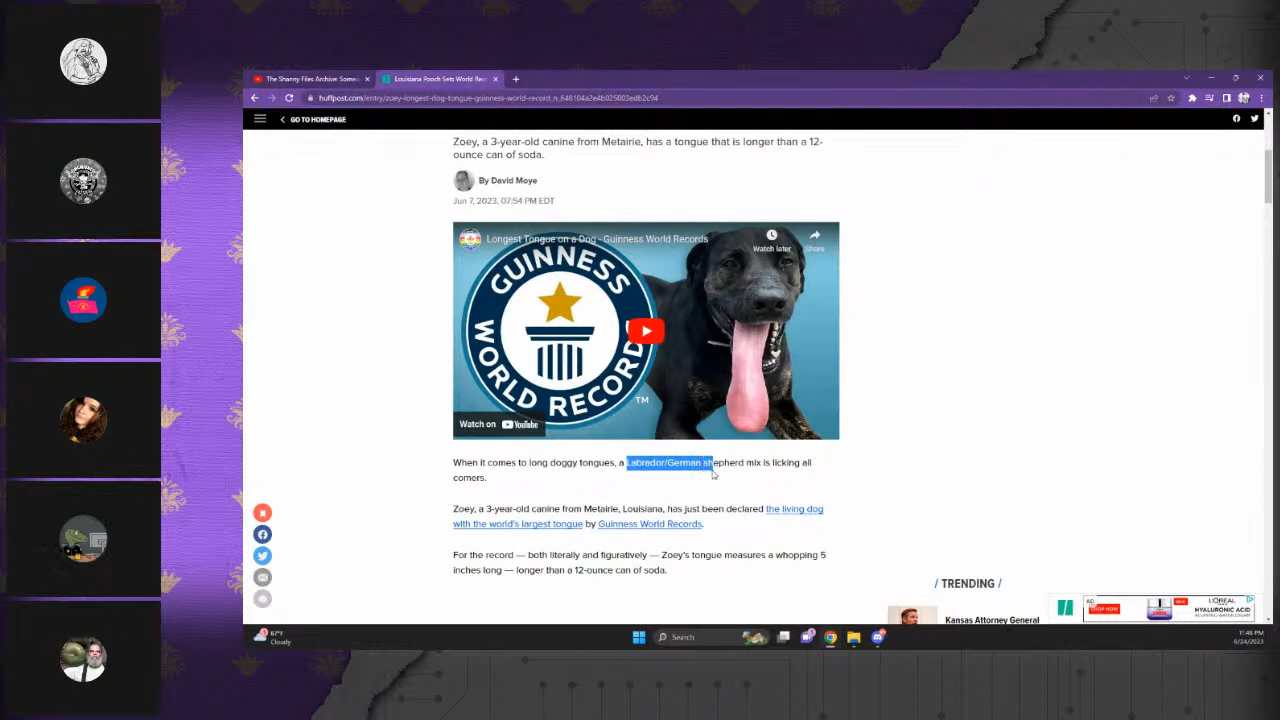 The Shanny Files Archive: Some
Louisiana Pooch Sets World Rec
huffpost.com/entry/zoey-longest-dog-tongue-guinness-world-record_n_648104a2e4b025003edb2c94
GO TO HOMEPAGE
Zoey, a 3-year-old canine from Metairie, has a tongue that is longer than a 12-
ounce can of soda.
By David Moye
Jun 7, 2023, 07:54 PM EDT
Longest Tongue on a Dog - Guinness World Records
Watch later
Share
GUINNESS
WORLD RECORD
TM
Watch on YouTube
When it comes to long doggy tongues, a Labrador/German shepherd mix is licking all
comers.
Zoey, a 3-year-old canine from Metairie, Louisiana, has just been declared the living dog
with the world's largest tongue by Guinness World Records.
For the record — both literally and figuratively — Zoey's tongue measures a whopping 5
inches long — longer than a 12-ounce can of soda.
/ TRENDING /
Kansas Attorney General
AD
SHOP NOW
NEW
L'ORÉAL
HYALURONIC ACID
67°F
Cloudy
Search
11:48 PM
6/24/2023